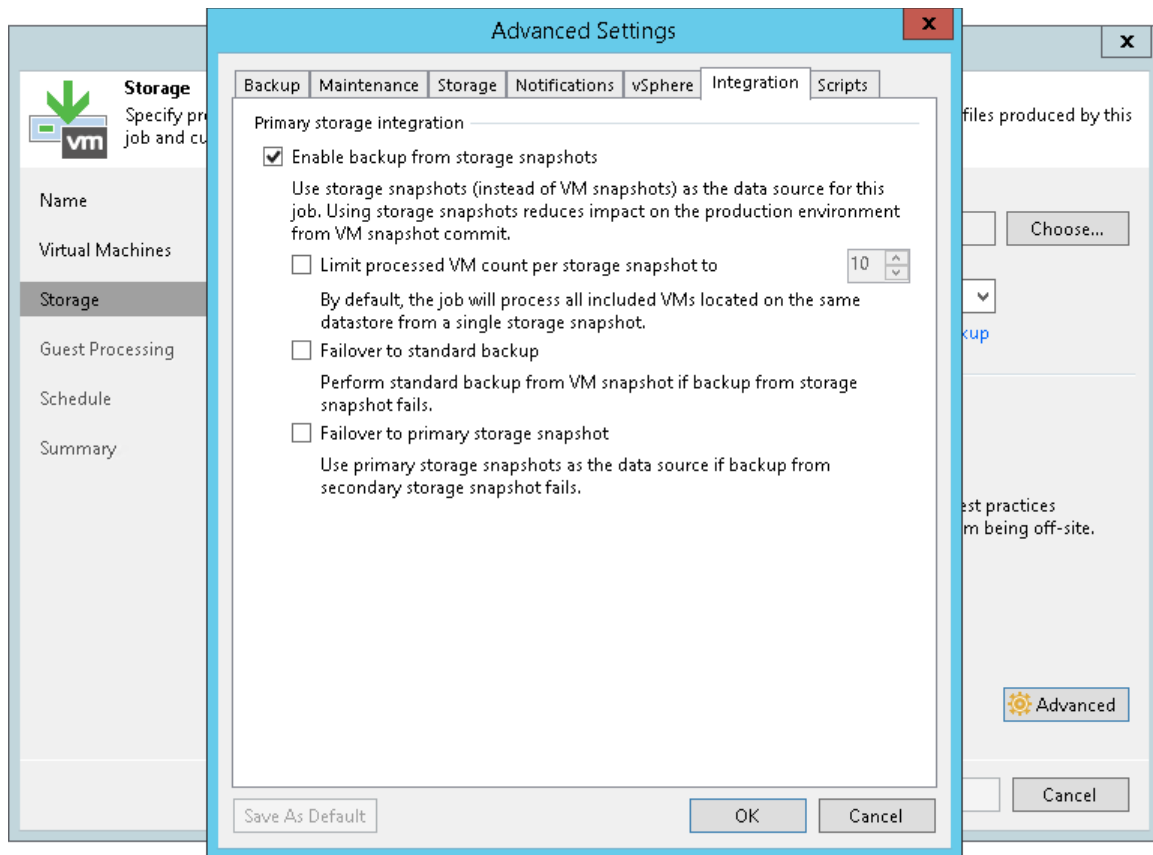 Advanced Settings
x
x
Storage
Specify pr
job and cu
files produced by this
vm
Name
Virtual Machines
Storage
Guest Processing
Schedule
Summary
Backup Maintenance Storage Notifications vSphere Integration Scripts
Primary storage integration
Enable backup from storage snapshots
Use storage snapshots (instead of VM snapshots) as the data source for this
job. Using storage snapshots reduces impact on the production environment
from VM snapshot commit.
Limit processed VM count per storage snapshot to 10
By default, the job will process all included VMs located on the same
datastore from a single storage snapshot.
Failover to standard backup
Perform standard backup from VM snapshot if backup from storage
snapshot fails.
Failover to primary storage snapshot
Use primary storage snapshots as the data source if backup from
secondary storage snapshot fails.
Choose...
kup
est practices
m being off-site.
Advanced
Save As Default OK Cancel
Cancel